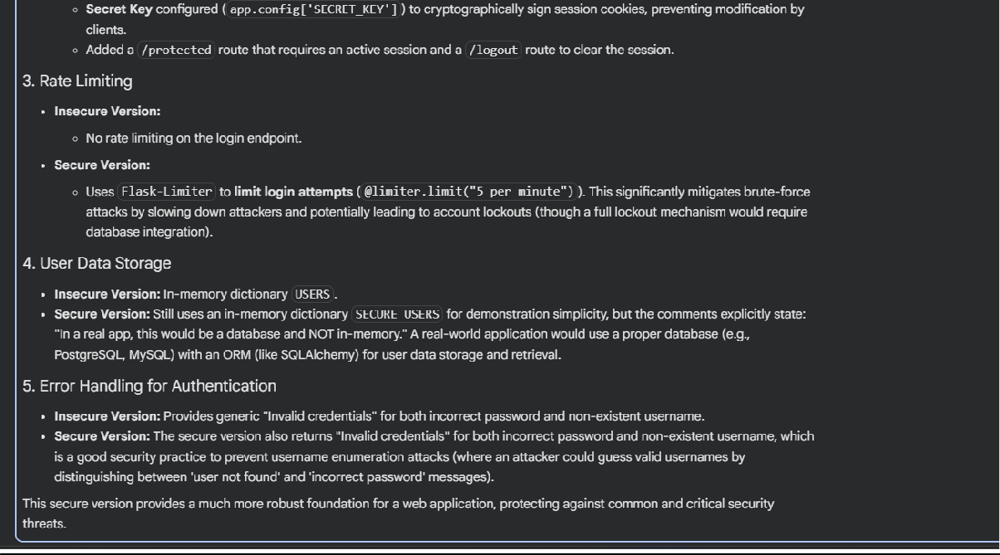 Secret Key configured (app.config['SECRET_KEY']) to cryptographically sign session cookies, preventing modification by
clients.
Added a /protected route that requires an active session and a /logout route to clear the session.
3. Rate Limiting
Insecure Version:
No rate limiting on the login endpoint.
Secure Version:
Uses Flask-Limiter to limit login attempts (@limiter.limit("5 per minute")). This significantly mitigates brute-force
attacks by slowing down attackers and potentially leading to account lockouts (though a full lockout mechanism would require
database integration).
4. User Data Storage
Insecure Version: In-memory dictionary USERS.
Secure Version: Still uses an in-memory dictionary SECURE_USERS for demonstration simplicity, but the comments explicitly state:
"In a real app, this would be a database and NOT in-memory." A real-world application would use a proper database (e.g.,
PostgreSQL, MySQL) with an ORM (like SQLAlchemy) for user data storage and retrieval.
5. Error Handling for Authentication
Insecure Version: Provides generic "Invalid credentials" for both incorrect password and non-existent username.
Secure Version: The secure version also returns "Invalid credentials" for both incorrect password and non-existent username, which
is a good security practice to prevent username enumeration attacks (where an attacker could guess valid usernames by
distinguishing between 'user not found' and 'incorrect password' messages).
This secure version provides a much more robust foundation for a web application, protecting against common and critical security
threats.